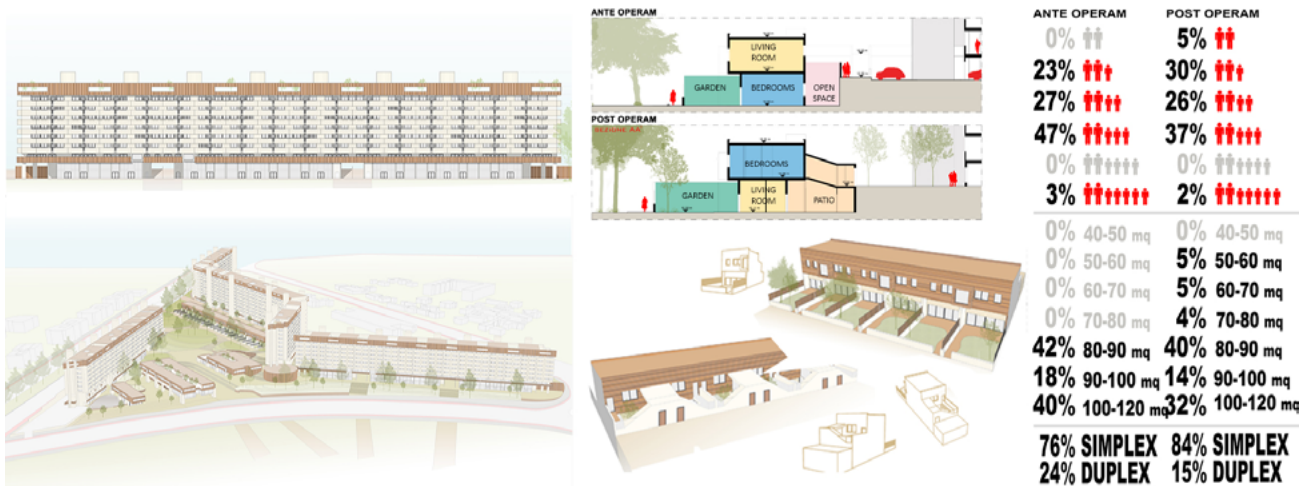 ANTE OPERAM
LIVING
ROOM
GARDEN
BEDROOMS
OPEN
SPACE
POST OPERAM
SEZIONE AA'
BEDROOMS
GARDEN
LIVING
ROOM
PATIO
ANTE OPERAM POST OPERAM
0% 5%
23% 30%
27% 26%
47% 37%
0% 0%
3% 2%
0% 40-50 mq 0% 40-50 mq
0% 50-60 mq 5% 50-60 mq
0% 60-70 mq 5% 60-70 mq
0% 70-80 mq 4% 70-80 mq
42% 80-90 mq 40% 80-90 mq
18% 90-100 mq 14% 90-100 mq
40% 100-120 mq 32% 100-120 mq
76% SIMPLEX 84% SIMPLEX
24% DUPLEX 15% DUPLEX